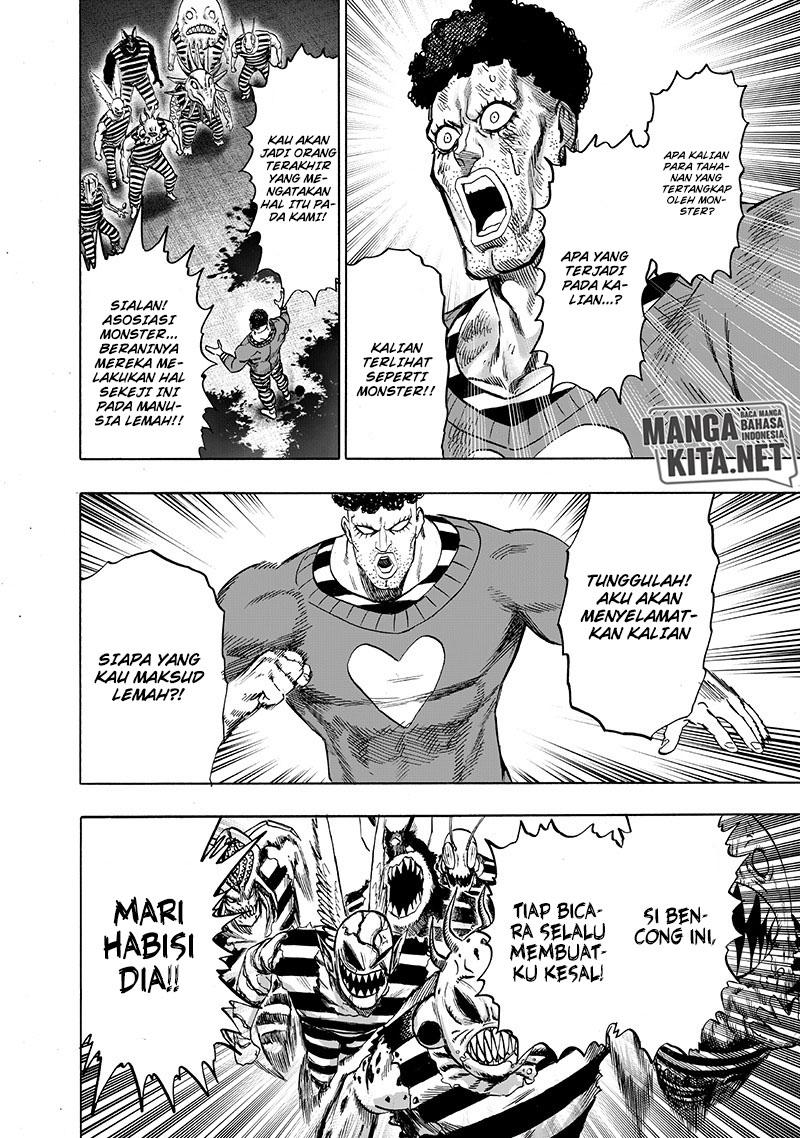 APA KALIAN
PARA TAHA-
NAN YANG
TERTANGKAP
OLEH MON-
STER?
APA YANG
TERJADI
PADA KA-
LIAN...?
KALIAN
TERLIHAT
SEPERTI
MONSTER!!
KAU AKAN
JADI ORANG
TERAKHIR
YANG ME-
NGATAKAN
HAL ITU PA-
DA KAMI!
SIALAN!
ASOSIASI
MONSTER...
BERANINYA
MEREKA ME-
LAKUKAN HAL
SEKEJI INI
PADA MANU-
SIA LEMAH!!
MANGA
KITA.NET
BACA MANGA
BAHASA
INDONESIA
TUNGGULAH!
AKU AKAN
MENYELAMAT-
KAN KALIAN
SIAPA YANG
KAU MAKSUD
LEMAH?!
SI BEN-
CONG INI,
TIAP BICA-
RA SELALU
MEMBUAT-
KU KESAL!
MARI
HABISI
DIA!!